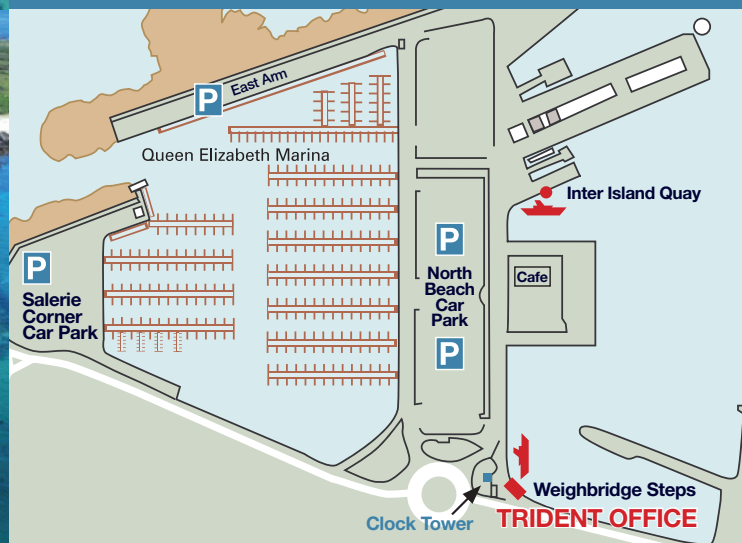 P
East Arm
Queen Elizabeth Marina
Inter Island Quay
P
P
North
Beach
Car
Park
Cafe
Salerie
Corner
Car Park
P
Weighbridge Steps
Clock Tower
TRIDENT OFFICE